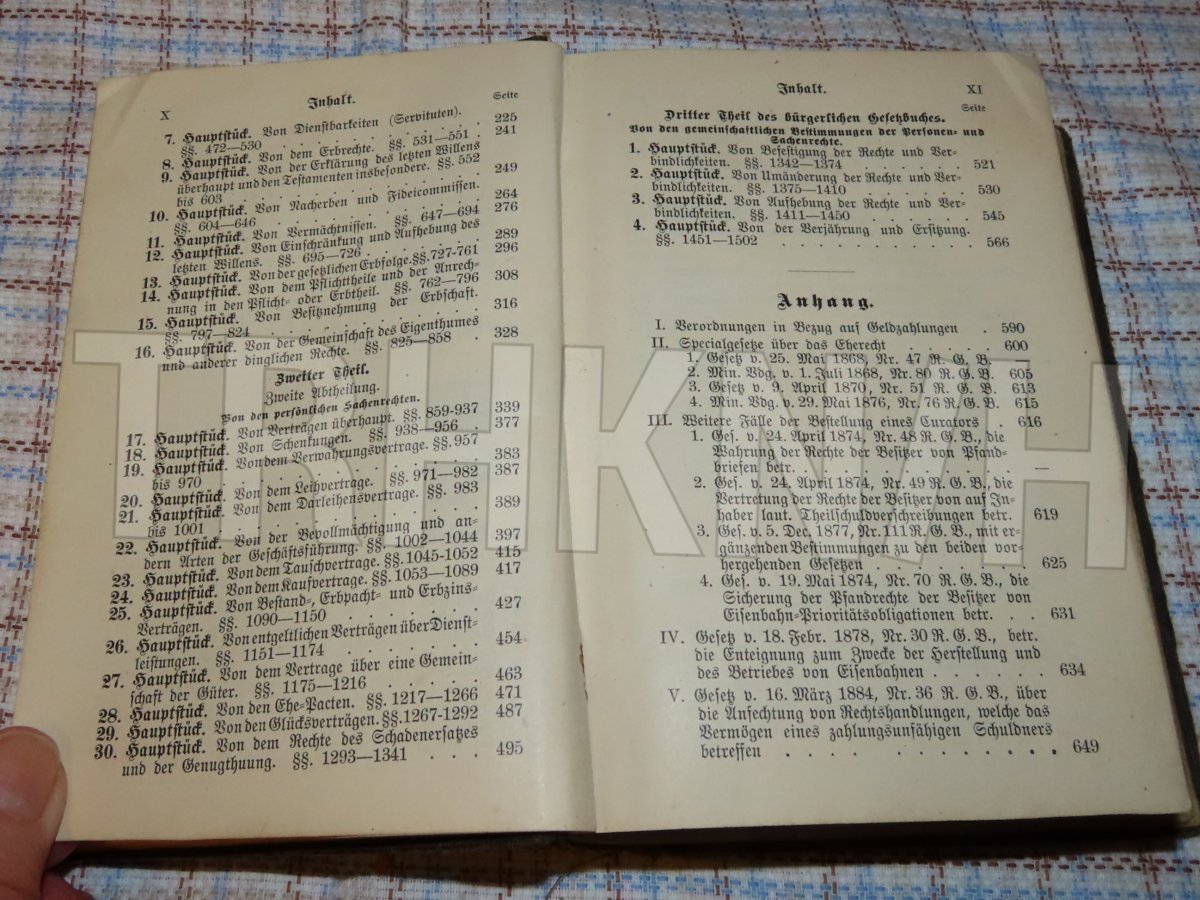 X
Inhalt.
Seite
7. Hauptstück. Von Dienstbarkeiten (Servituten).
§§. 472—530 . . . . . . . . . . 225
8. Hauptstück. Von dem Erbrechte. §§. 531—551 . 241
9. Hauptstück. Von der Erklärung des letzten Willens
überhaupt und den Testamenten insbesondere. §§. 552
bis 603 . . . . . . . . . . 249
10. Hauptstück. Von Nacherben und Fideicommissen.
§§. 604—646 . . . . . . . . . . 264
11. Hauptstück. Von Vermächtnissen. §§. 647—694 276
12. Hauptstück. Von Einschränkung und Aufhebung des
letzten Willens. §§. 695—726 . . . . . . 289
13. Hauptstück. Von der gesetzlichen Erbfolge. §§. 727-761 296
14. Hauptstück. Von dem Pflichttheile und der Anrech-
nung in den Pflicht- oder Erbtheil. §§. 762—796 308
15. Hauptstück. Von Besitznehmung der Erbschaft.
§§. 797—824 . . . . . . . . . . 316
16. Hauptstück. Von der Gemeinschaft des Eigenthumes
und anderer dinglichen Rechte. §§. 825—858 . 328
Zweiter Theil.
Zweite Abtheilung.
Von den persönlichen Sachenrechten.
17. Hauptstück. Von Verträgen überhaupt. §§. 859-937 339
18. Hauptstück. Von Schenkungen. §§. 938—956 . 377
19. Hauptstück. Von dem Verwahrungsvertrage. §§. 957
bis 970 . . . . . . . . . . 383
20. Hauptstück. Von dem Leihvertrage. §§. 971—982 387
21. Hauptstück. Von dem Darleihensvertrage. §§. 983
bis 1001 . . . . . . . . . . 389
22. Hauptstück. Von der Bevollmächtigung und an-
dern Arten der Geschäftsführung. §§. 1002—1044 397
23. Hauptstück. Von dem Tauschvertrage. §§. 1045-1052 415
24. Hauptstück. Von dem Kaufvertrage. §§. 1053—1089 417
25. Hauptstück. Von Bestand-, Erbpacht- und Erbzins-
Verträgen. §§. 1090—1150 . . . . . . 427
26. Hauptstück. Von entgeltlichen Verträgen über Dienst-
leistungen. §§. 1151—1174 . . . . . . 454
27. Hauptstück. Von dem Vertrage über eine Gemein-
schaft der Güter. §§. 1175—1216 . . . . . 463
28. Hauptstück. Von den Ehe-Pacten. §§. 1217—1266 471
29. Hauptstück. Von den Glücksverträgen. §§. 1267-1292 487
30. Hauptstück. Von dem Rechte des Schadenersatzes
und der Genugthuung. §§. 1293—1341 . . . 495
Inhalt.
XI
Seite
Dritter Theil des bürgerlichen Gesetzbuches.
Von den gemeinschaftlichen Bestimmungen der Personen- und
Sachenrechte.
1. Hauptstück. Von Befestigung der Rechte und Ver-
bindlichkeiten. §§. 1342—1374 . . . . . . 521
2. Hauptstück. Von Umänderung der Rechte und Ver-
bindlichkeiten. §§. 1375—1410 . . . . . . 530
3. Hauptstück. Von Aufhebung der Rechte und Ver-
bindlichkeiten. §§. 1411—1450 . . . . . . 545
4. Hauptstück. Von der Verjährung und Ersitzung.
§§. 1451—1502 . . . . . . . . . . 566
Anhang.
I. Verordnungen in Bezug auf Geldzahlungen . 590
II. Specialgesetze über das Eherecht . . . . 600
1. Gesetz v. 25. Mai 1868, Nr. 47 R. G. B. —
2. Min. Vdg. v. 1. Juli 1868, Nr. 80 R. G. B. 605
3. Gesetz v. 9. April 1870, Nr. 51 R. G. B. 613
4. Min. Vdg. v. 29. Mai 1876, Nr. 76 R. G. B. 615
III. Weitere Fälle der Bestellung eines Curators . 616
1. Ges. v. 24. April 1874, Nr. 48 R. G. B., die
Wahrung der Rechte der Besitzer von Pfand-
briefen betr. . . . . . . . . . . —
2. Ges. v. 24. April 1874, Nr. 49 R. G. B., die
Vertretung der Rechte der Besitzer von auf In-
haber laut. Theilschuldverschreibungen betr. 619
3. Ges. v. 5. Dec. 1877, Nr. 111 R. G. B., mit er-
gänzenden Bestimmungen zu den beiden vor-
hergehenden Gesetzen . . . . . . . . 625
4. Ges. v. 19. Mai 1874, Nr. 70 R. G. B., die
Sicherung der Pfandrechte der Besitzer von
Eisenbahn-Prioritätsobligationen betr. . . 631
IV. Gesetz v. 18. Febr. 1878, Nr. 30 R. G. B., betr.
die Enteignung zum Zwecke der Herstellung und
des Betriebes von Eisenbahnen . . . . . . 634
V. Gesetz v. 16. März 1884, Nr. 36 R. G. B., über
die Anfechtung von Rechtshandlungen, welche das
Vermögen eines zahlungsunfähigen Schuldners
betreffen . . . . . . . . . . . 649